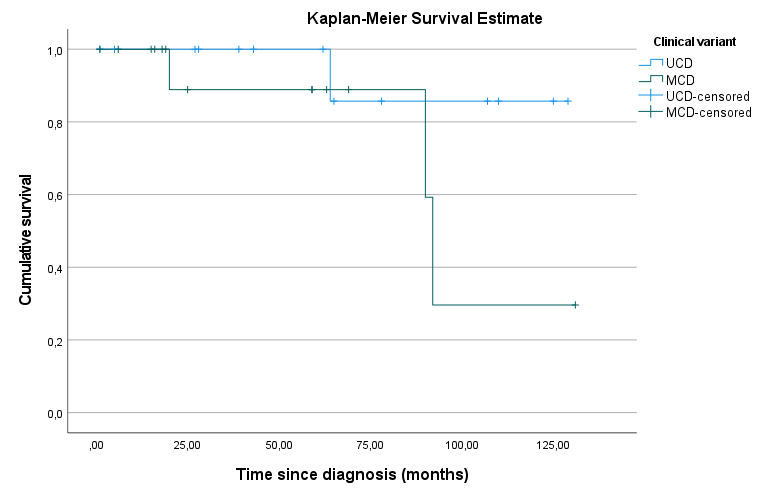 Kaplan-Meier Survival Estimate
Clinical variant
UCD
MCD
UCD-censored
MCD-censored
Cumulative survival
1,0
0,8
0,6
0,4
0,2
0,0
,00 25,00 50,00 75,00 100,00 125,00
Time since diagnosis (months)